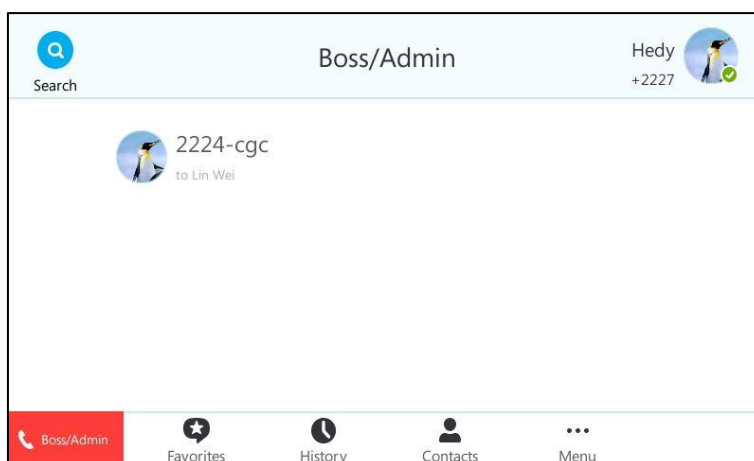 Search
Boss/Admin
Hedy
+2227
2224-cgc
to Lin Wei
Boss/Admin
Favorites
History
Contacts
Menu